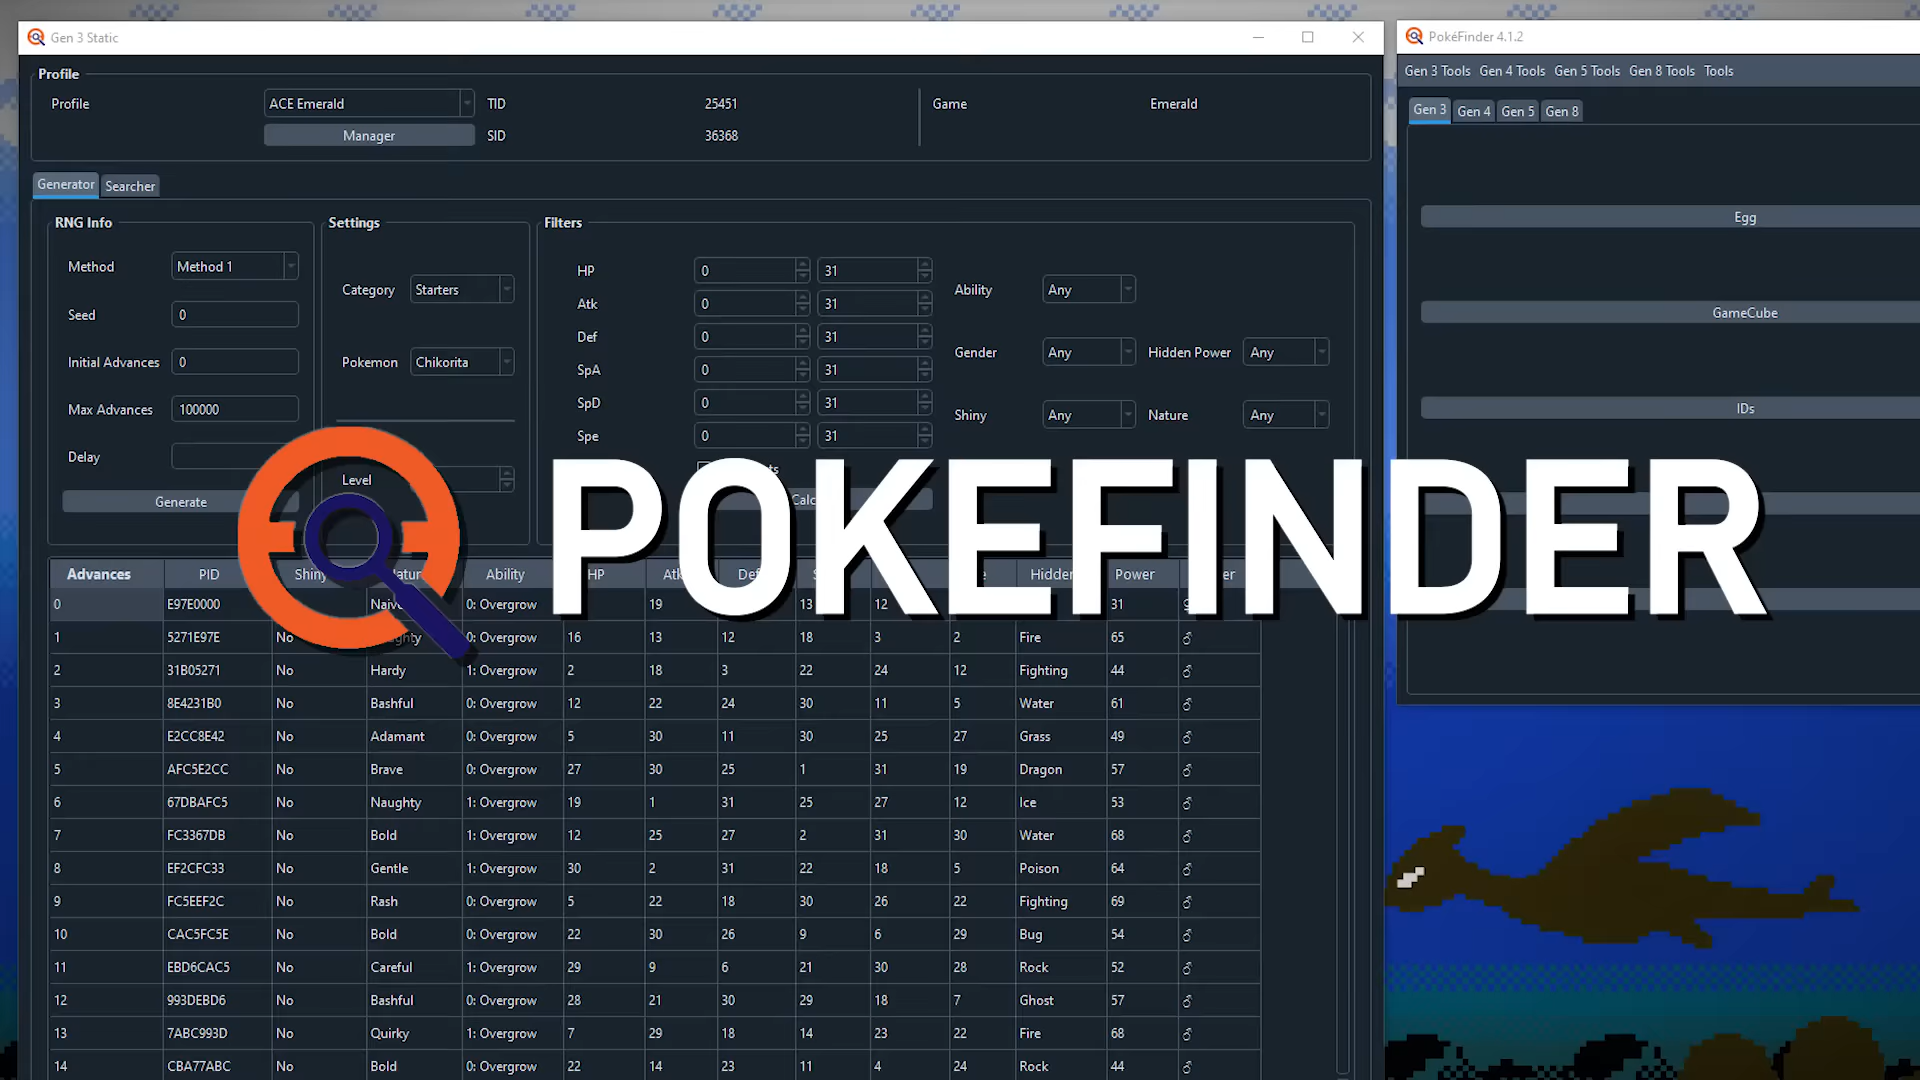 Gen 3 Static
Profile
Profile ACE Emerald TID 25451 Game Emerald
Manager SID 36368
Generator Searcher
RNG Info
Method Method 1
Seed 0
Initial Advances 0
Max Advances 100000
Delay
Generate
Settings
Category Starters
Pokemon Chikorita
Level
Filters
HP 0 31
Atk 0 31
Def 0 31
SpA 0 31
SpD 0 31
Spe 0 31
Ability Any
Gender Any Hidden Power Any
Shiny Any Nature Any
POKEFINDER
Advances PID Shiny Ability HP Hidden Power
0 E97E0000 0: Overgrow 19 13 12 31
1 5271E97E No 0: Overgrow 16 13 12 18 3 2 Fire 65 ♂
2 31B05271 No Hardy 1: Overgrow 2 18 3 22 24 12 Fighting 44 ♂
3 8E4231B0 No Bashful 0: Overgrow 12 22 24 30 11 5 Water 61 ♂
4 E2CC8E42 No Adamant 0: Overgrow 5 30 11 30 25 27 Grass 49 ♂
5 AFC5E2CC No Brave 0: Overgrow 27 30 25 1 31 19 Dragon 57 ♂
6 67DBAFC5 No Naughty 1: Overgrow 19 1 31 25 27 12 Ice 53 ♂
7 FC3367DB No Bold 1: Overgrow 12 25 27 2 31 30 Water 68 ♂
8 EF2CFC33 No Gentle 1: Overgrow 30 2 31 22 18 5 Poison 64 ♂
9 FC5EEF2C No Rash 0: Overgrow 5 22 18 30 26 22 Fighting 69 ♂
10 CAC5FC5E No Bold 0: Overgrow 22 30 26 9 6 29 Bug 54 ♂
11 EBD6CAC5 No Careful 1: Overgrow 29 9 6 21 30 28 Rock 52 ♂
12 993DEBD6 No Bashful 0: Overgrow 28 21 30 29 18 7 Ghost 57 ♂
13 7ABC993D No Quirky 1: Overgrow 7 29 18 14 23 22 Fire 68 ♂
14 CBA77ABC No Bold 0: Overgrow 22 14 23 11 4 24 Rock 44 ♂
PokéFinder 4.1.2
Gen 3 Tools Gen 4 Tools Gen 5 Tools Gen 8 Tools Tools
Gen 3 Gen 4 Gen 5 Gen 8
Egg
GameCube
IDs